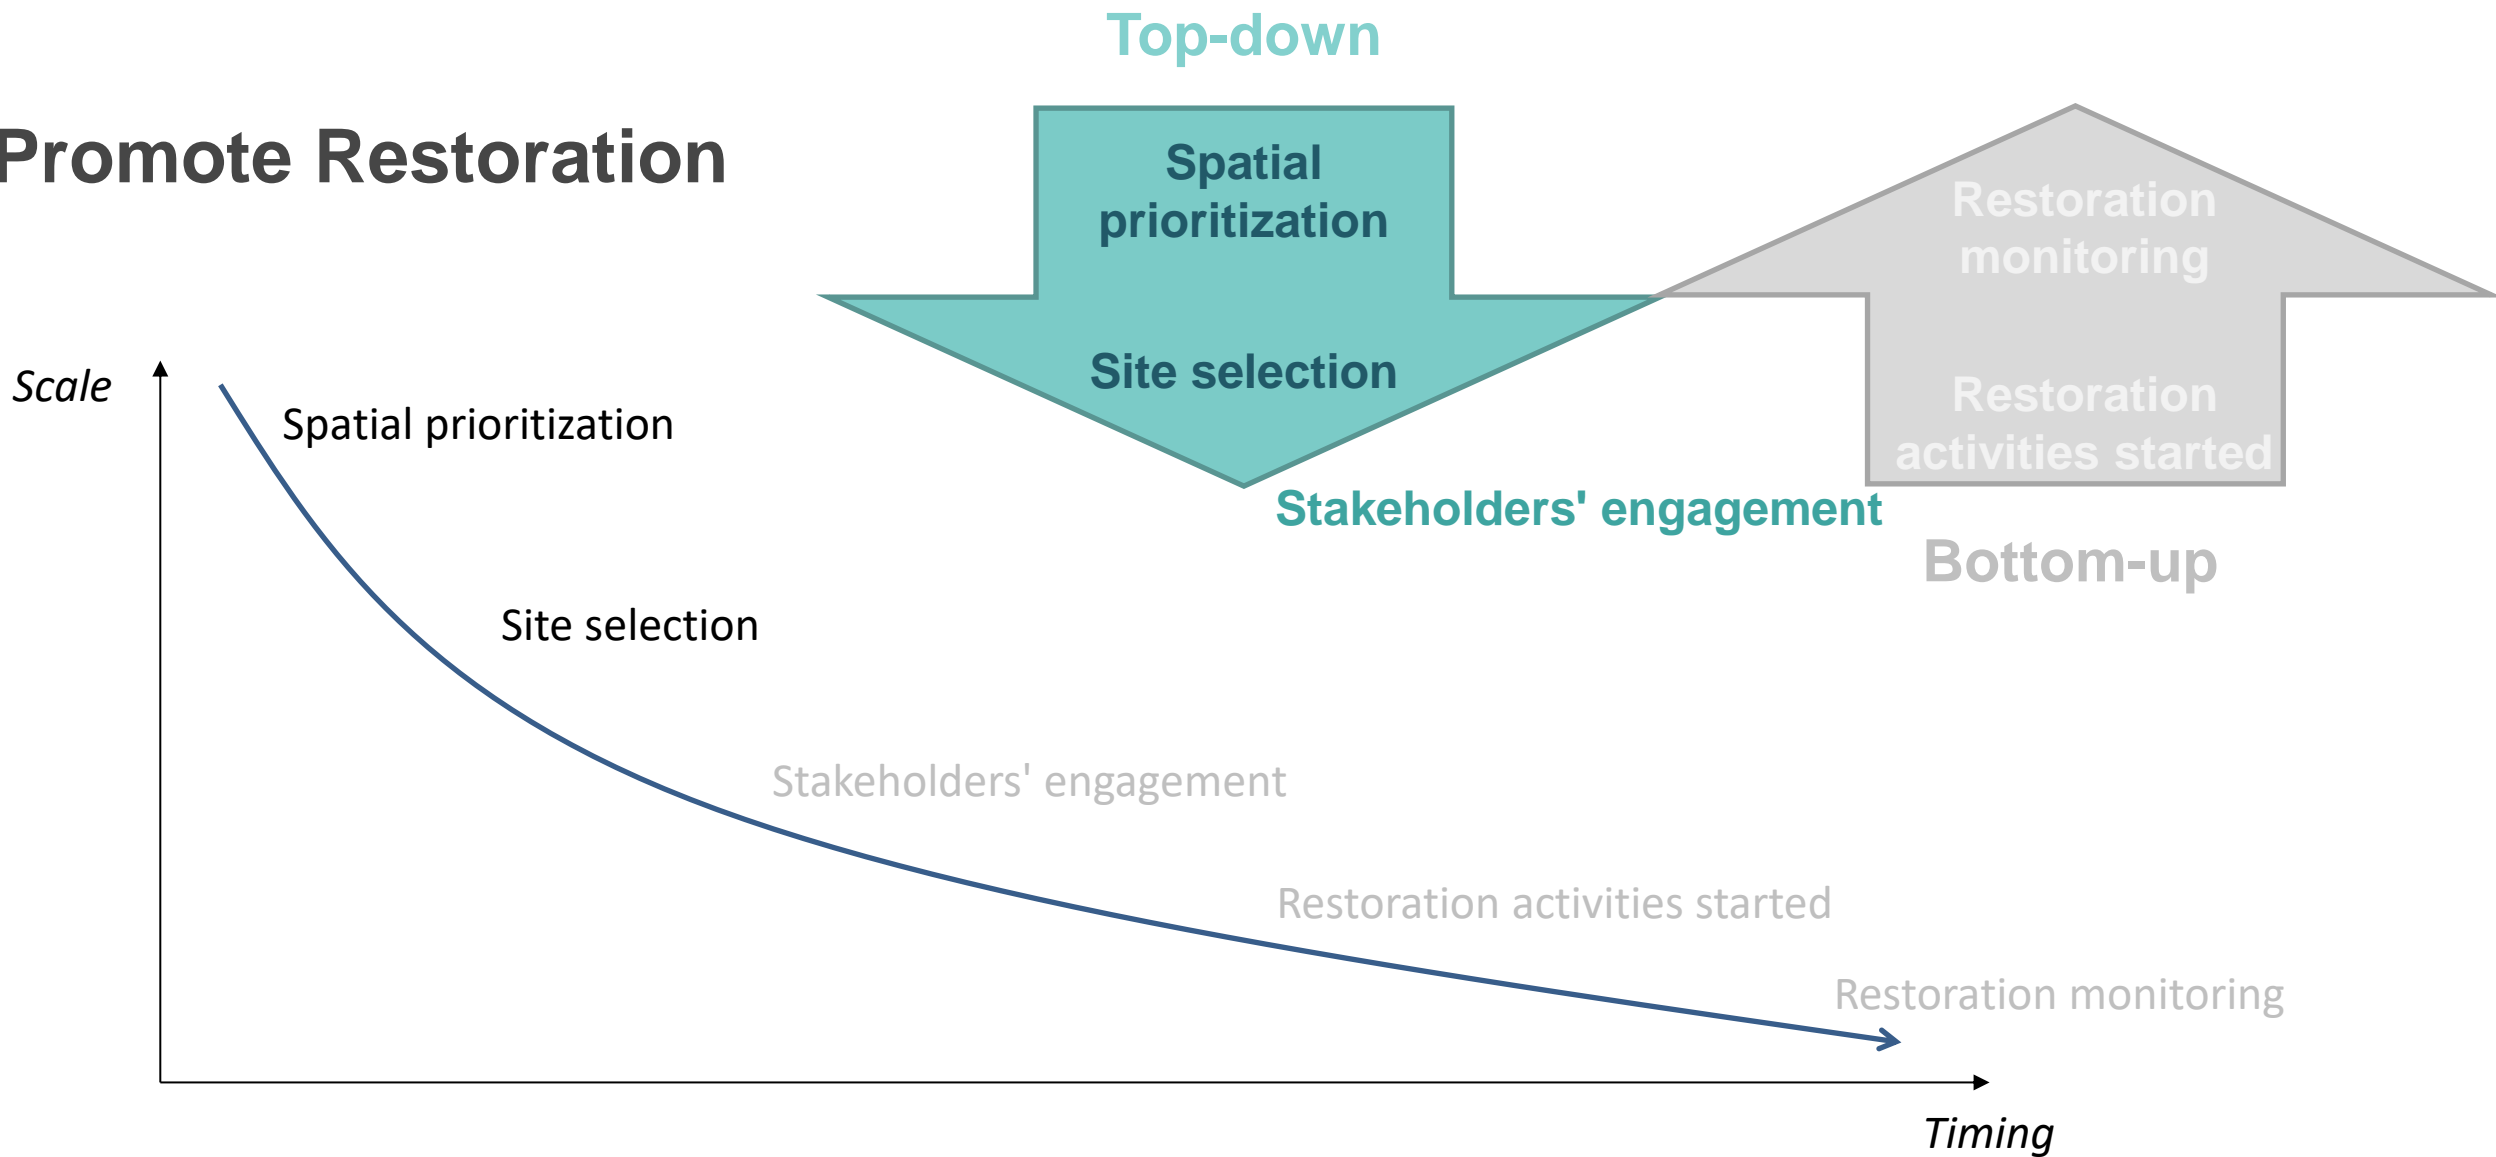 Top-down
Promote Restoration
Spatial
prioritization
Site selection
Restoration
monitoring
Restoration
activities started
Stakeholders' engagement
Bottom-up
Scale
Spatial prioritization
Site selection
Stakeholders' engagement
Restoration activities started
Restoration monitoring
Timing